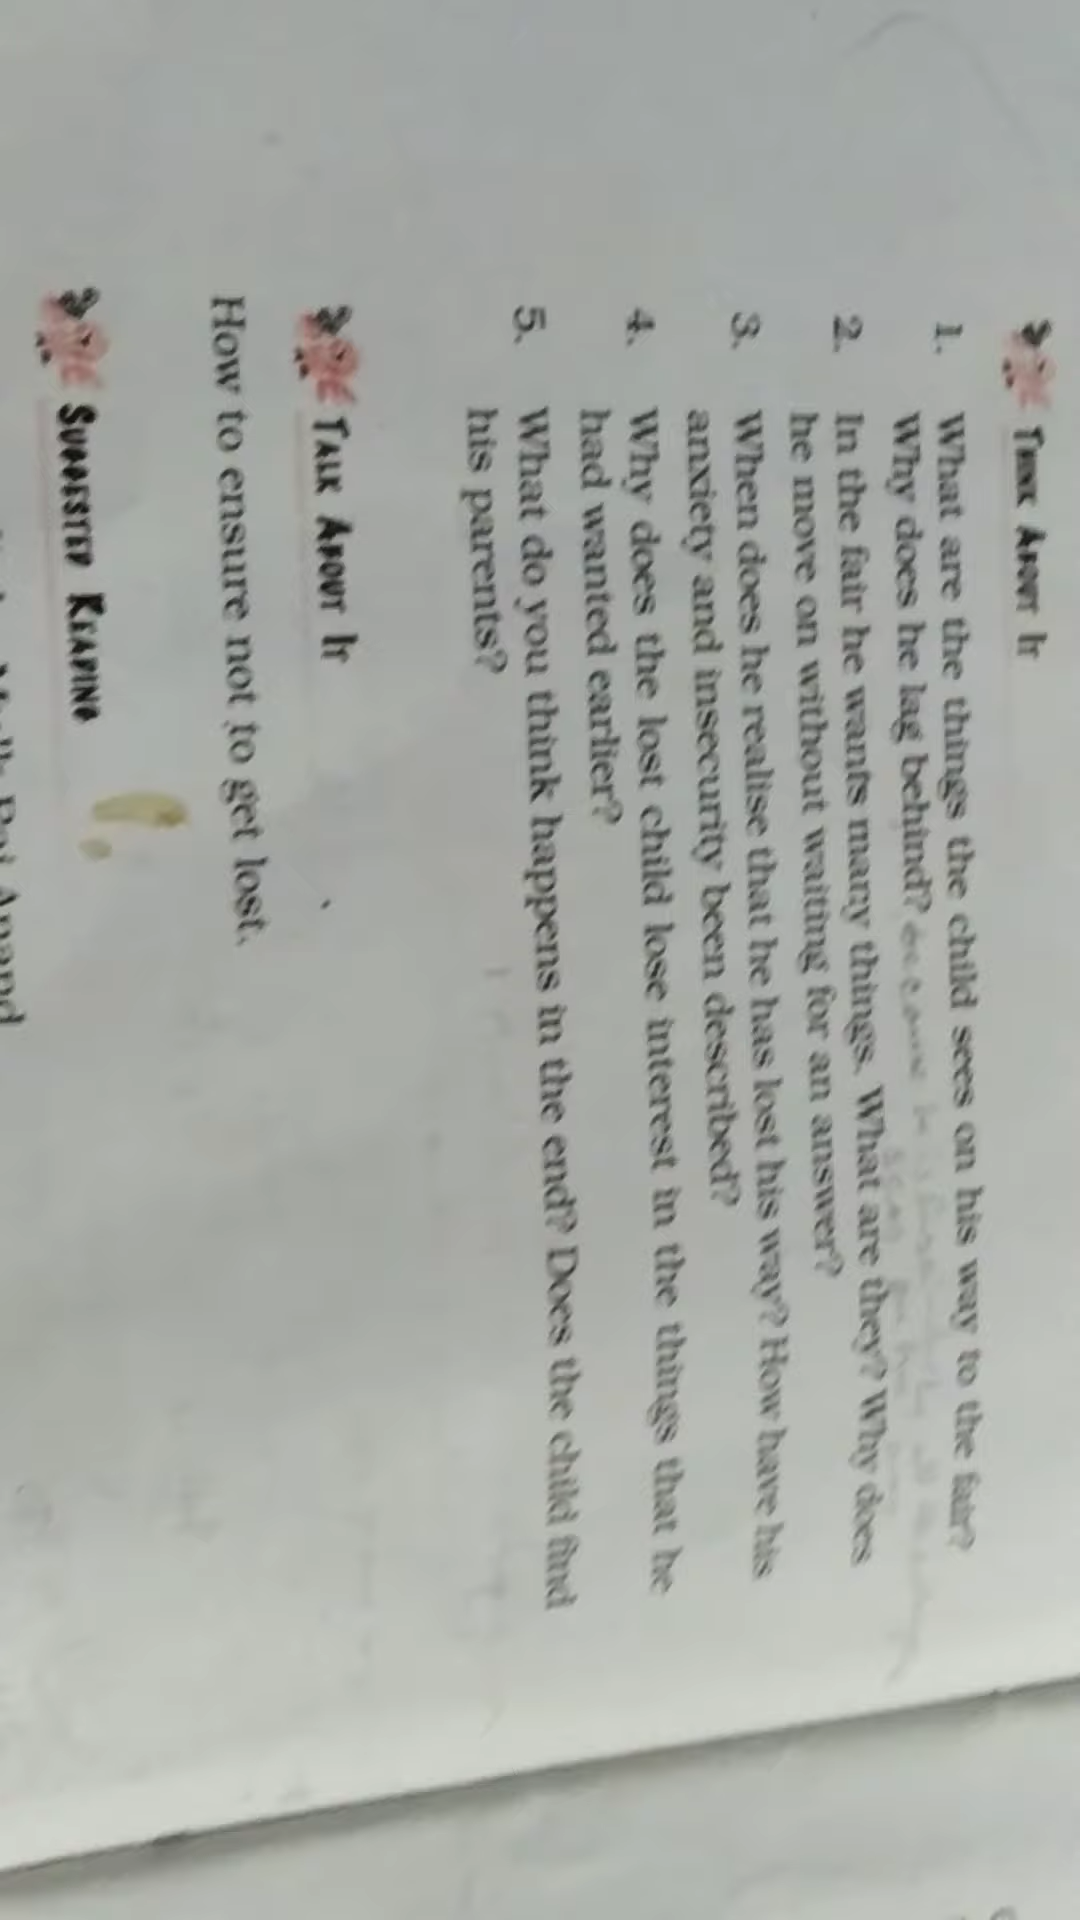 THINK ABOUT IT
1. What are the things the child sees on his way to the fair?
Why does he lag behind? because
2. In the fair he wants many things. What are they? Why does
he move on without waiting for an answer?
3. When does he realise that he has lost his way? How have his
anxiety and insecurity been described?
4. Why does the lost child lose interest in the things that he
had wanted earlier?
5. What do you think happens in the end? Does the child find
his parents?
TALK ABOUT IT
How to ensure not to get lost.
SUGGESTED READING
Raj Anand